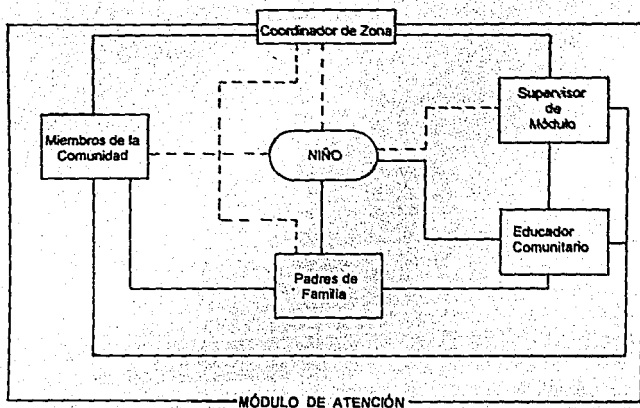 Coordinador de Zona
Supervisor
de
Módulo
Miembros de la
Comunidad
NIÑO
Educador
Comunitario
Padres de
Familia
MÓDULO DE ATENCIÓN